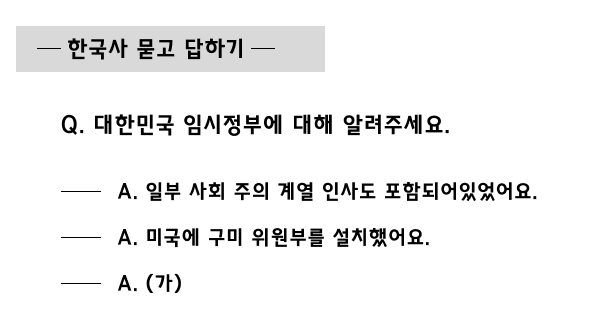 한국사 묻고 답하기
Q. 대한민국 임시정부에 대해 알려주세요.
A. 일부 사회 주의 계열 인사도 포함되어있었어요.
A. 미국에 구미 위원부를 설치했어요.
A. (가)